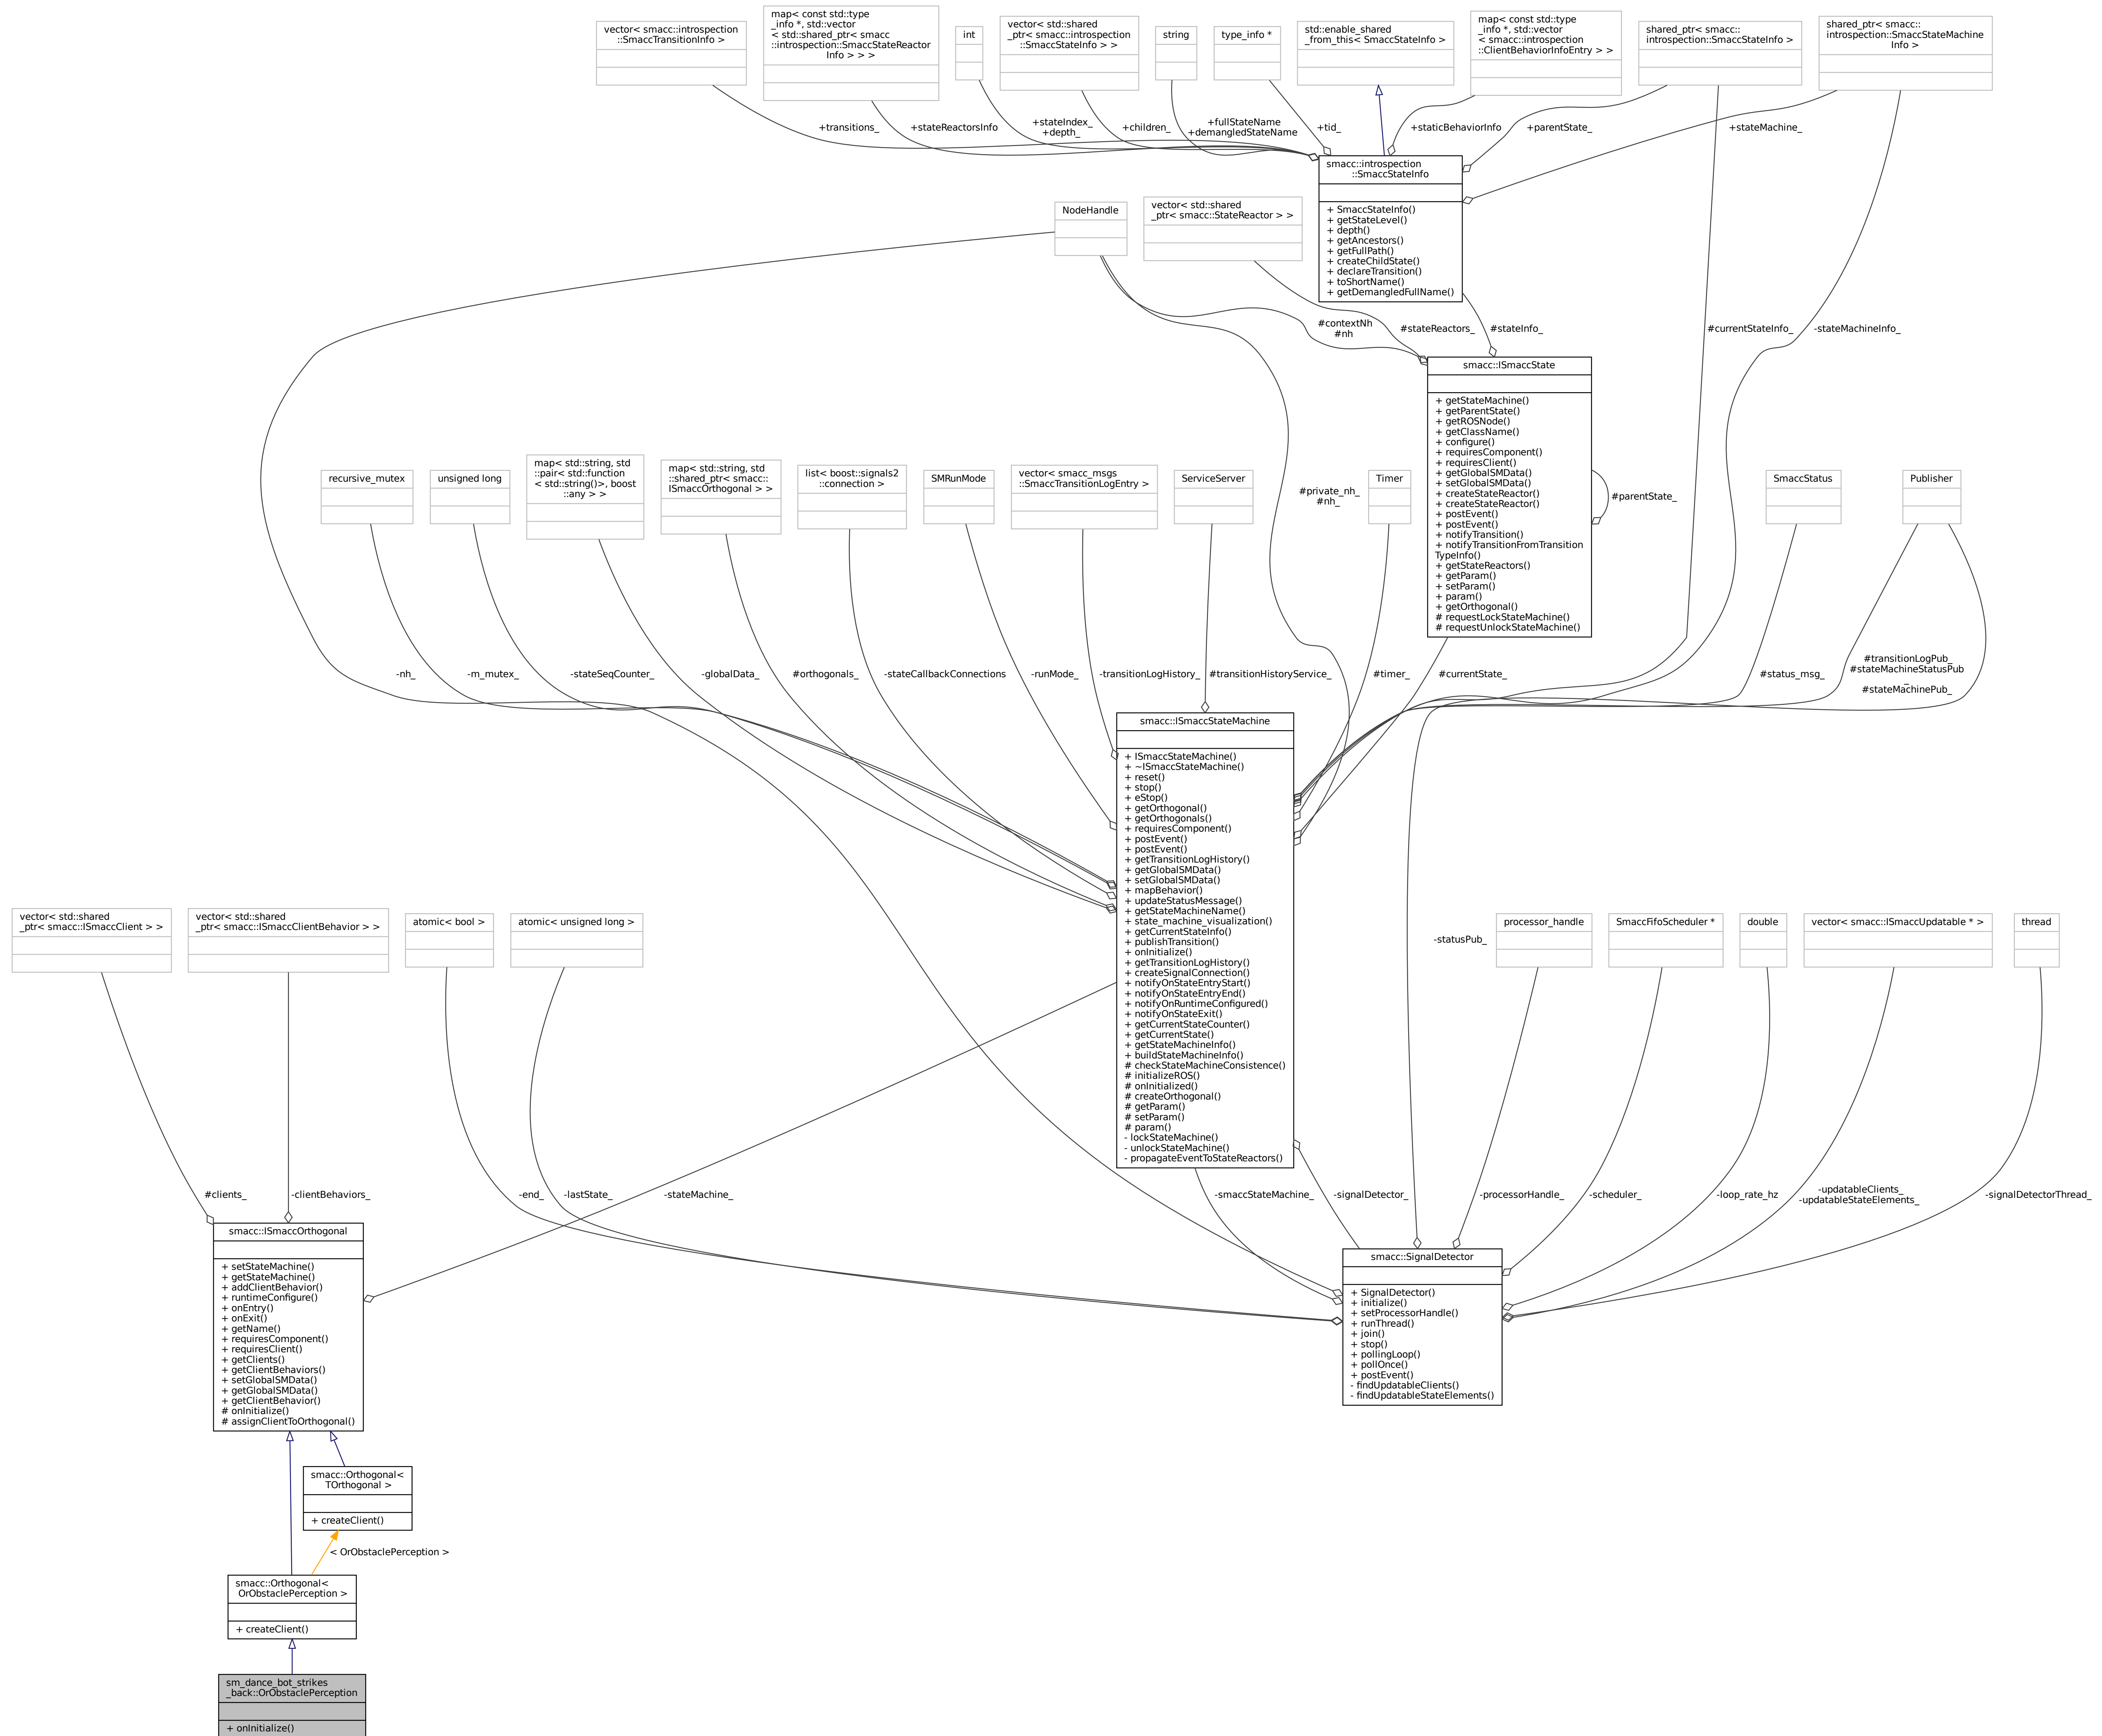 vector< smacc::introspection
::SmaccTransitionInfo >
map< const std::type
_info *, std::vector
< std::shared_ptr< smacc
::introspection::SmaccStateReactor
Info > > >
int
vector< std::shared
_ptr< smacc::introspection
::SmaccStateInfo > >
string
type_info *
std::enable_shared
_from_this< SmaccStateInfo >
map< const std::type
_info *, std::vector
< smacc::introspection
::ClientBehaviorInfoEntry > >
shared_ptr< smacc::
introspection::SmaccStateInfo >
shared_ptr< smacc::
introspection::SmaccStateMachine
Info >
+transitions_
+stateReactorsInfo
+stateIndex_
+depth_
+children_
+fullStateName
+demangledStateName
+tid_
+staticBehaviorInfo
+parentState_
+stateMachine_
smacc::introspection
::SmaccStateInfo
+ SmaccStateInfo()
+ getStateLevel()
+ depth()
+ getAncestors()
+ getFullPath()
+ createChildState()
+ declareTransition()
+ toShortName()
+ getDemangledFullName()
NodeHandle
vector< std::shared
_ptr< smacc::StateReactor > >
#contextNh
#nh
#stateReactors_
#stateInfo_
#currentStateInfo_
-stateMachineInfo_
smacc::ISmaccState
+ getStateMachine()
+ getParentState()
+ getROSNode()
+ getClassName()
+ configure()
+ requiresComponent()
+ requiresClient()
+ getGlobalSMData()
+ setGlobalSMData()
+ createStateReactor()
+ createStateReactor()
+ postEvent()
+ postEvent()
+ notifyTransition()
+ notifyTransitionFromTransition
TypeInfo()
+ getStateReactors()
+ getParam()
+ setParam()
+ param()
+ getOrthogonal()
# requestLockStateMachine()
# requestUnlockStateMachine()
#parentState_
recursive_mutex
unsigned long
map< std::string, std
::pair< std::function
< std::string()>, boost
::any > >
map< std::string, std
::shared_ptr< smacc::
ISmaccOrthogonal > >
list< boost::signals2
::connection >
SMRunMode
vector< smacc_msgs
::SmaccTransitionLogEntry >
ServiceServer
#private_nh_
#nh_
Timer
SmaccStatus
Publisher
-nh_
-m_mutex_
-stateSeqCounter_
-globalData_
#orthogonals_
-stateCallbackConnections
-runMode_
-transitionLogHistory_
#transitionHistoryService_
#timer_
#currentState_
#status_msg_
#transitionLogPub_
#stateMachineStatusPub
_
#stateMachinePub_
smacc::ISmaccStateMachine
+ ISmaccStateMachine()
+ ~ISmaccStateMachine()
+ reset()
+ stop()
+ eStop()
+ getOrthogonal()
+ getOrthogonals()
+ requiresComponent()
+ postEvent()
+ postEvent()
+ getTransitionLogHistory()
+ getGlobalSMData()
+ setGlobalSMData()
+ mapBehavior()
+ updateStatusMessage()
+ getStateMachineName()
+ state_machine_visualization()
+ getCurrentStateInfo()
+ publishTransition()
+ onInitialize()
+ getTransitionLogHistory()
+ createSignalConnection()
+ notifyOnStateEntryStart()
+ notifyOnStateEntryEnd()
+ notifyOnRuntimeConfigured()
+ notifyOnStateExit()
+ getCurrentStateCounter()
+ getCurrentState()
+ getStateMachineInfo()
+ buildStateMachineInfo()
# checkStateMachineConsistence()
# initializeROS()
# onInitialized()
# createOrthogonal()
# getParam()
# setParam()
# param()
- lockStateMachine()
- unlockStateMachine()
- propagateEventToStateReactors()
vector< std::shared
_ptr< smacc::ISmaccClient > >
vector< std::shared
_ptr< smacc::ISmaccClientBehavior > >
atomic< bool >
atomic< unsigned long >
-statusPub_
processor_handle
SmaccFifoScheduler *
double
vector< smacc::ISmaccUpdatable * >
thread
#clients_
-clientBehaviors_
-end_
-lastState_
-stateMachine_
-smaccStateMachine_
-signalDetector_
-processorHandle_
-scheduler_
-loop_rate_hz
-updatableClients_
-updatableStateElements_
-signalDetectorThread_
smacc::ISmaccOrthogonal
+ setStateMachine()
+ getStateMachine()
+ addClientBehavior()
+ runtimeConfigure()
+ onEntry()
+ onExit()
+ getName()
+ requiresComponent()
+ requiresClient()
+ getClients()
+ getClientBehaviors()
+ setGlobalSMData()
+ getGlobalSMData()
+ getClientBehavior()
# onInitialize()
# assignClientToOrthogonal()
smacc::SignalDetector
+ SignalDetector()
+ initialize()
+ setProcessorHandle()
+ runThread()
+ join()
+ stop()
+ pollingLoop()
+ pollOnce()
+ postEvent()
- findUpdatableClients()
- findUpdatableStateElements()
smacc::Orthogonal<
TOrthogonal >
+ createClient()
< OrObstaclePerception >
smacc::Orthogonal<
OrObstaclePerception >
+ createClient()
sm_dance_bot_strikes
_back::OrObstaclePerception
+ onInitialize()